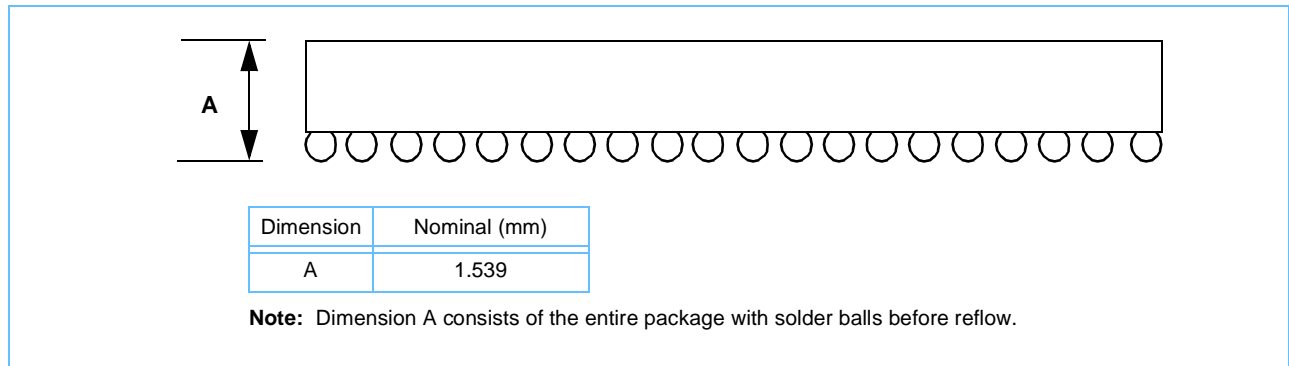 A
Dimension Nominal (mm)
A 1.539
Note: Dimension A consists of the entire package with solder balls before reflow.